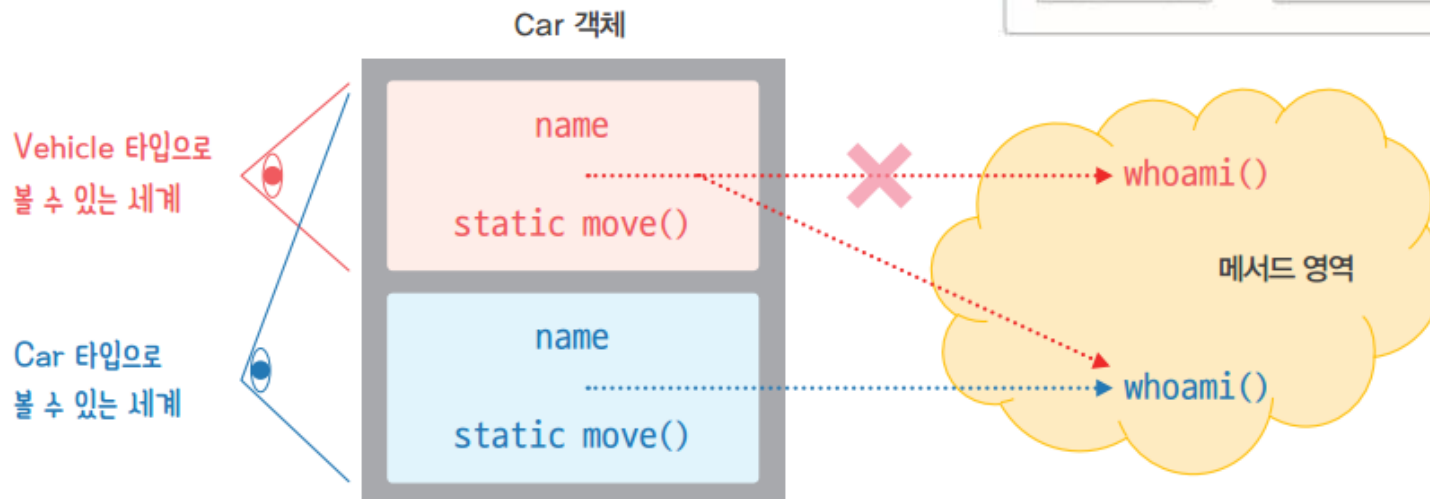 Car 객체
Vehicle 타입으로
볼 수 있는 세계
name
static move()
whoami()
메서드 영역
Car 타입으로
볼 수 있는 세계
name
static move()
whoami()